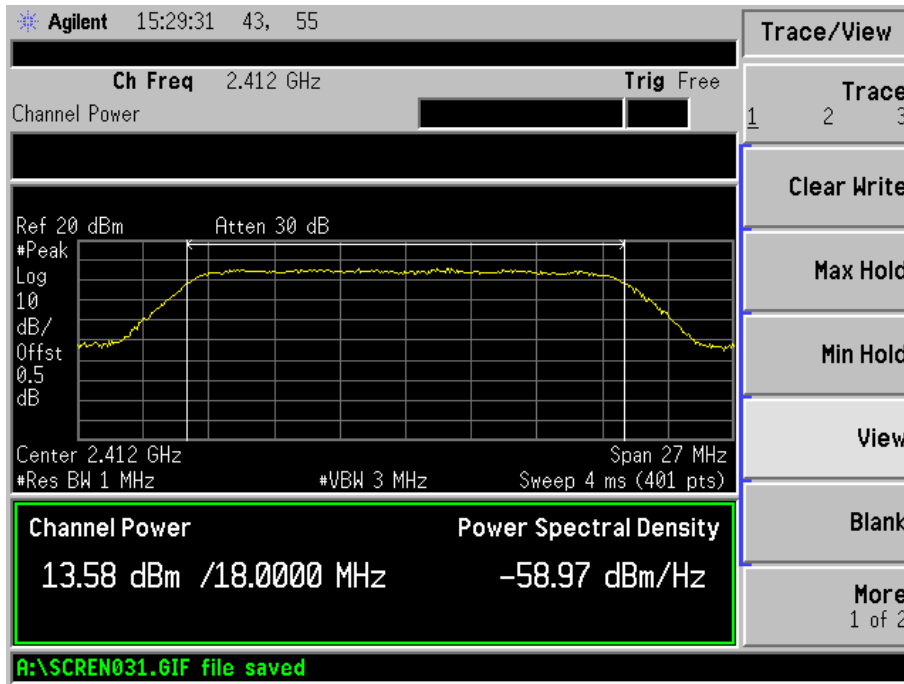 Agilent 15:29:31 43, 55
Trace/View
Ch Freq 2.412 GHz Trig Free
Channel Power
Trace
1 2 3
Clear Write
Ref 20 dBm Atten 30 dB
#Peak
Log
10
dB/
Offst
0.5
dB
Max Hold
Min Hold
Center 2.412 GHz Span 27 MHz
#Res BW 1 MHz #VBW 3 MHz Sweep 4 ms (401 pts)
View
Channel Power Power Spectral Density
13.58 dBm /18.0000 MHz -58.97 dBm/Hz
Blank
More
1 of 2
A:\SCREN031.GIF file saved